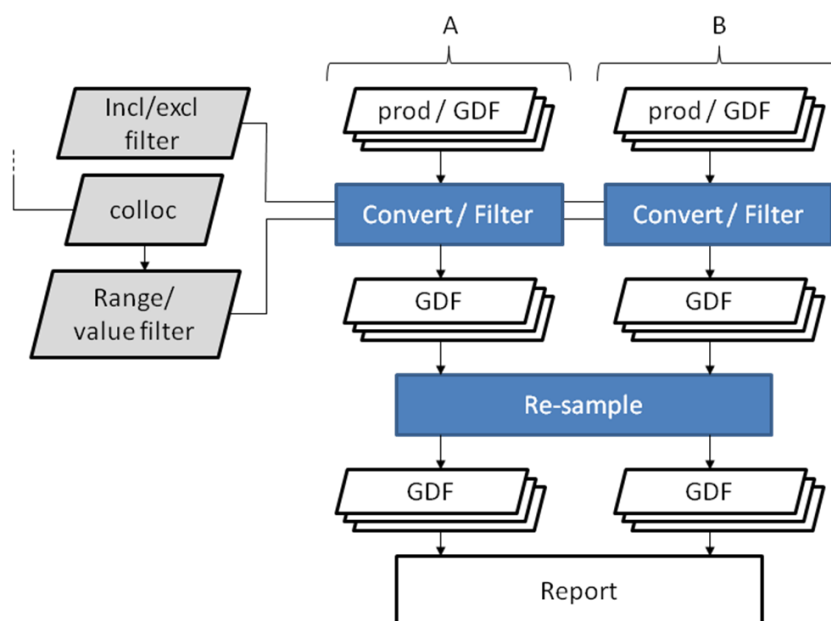 A
B
Incl/excl
filter
prod / GDF
prod / GDF
colloc
Convert / Filter
Convert / Filter
Range/
value filter
GDF
GDF
Re-sample
GDF
GDF
Report